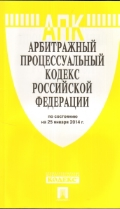 АПК
АРБИТРАЖНЫЙ
ПРОЦЕССУАЛЬНЫЙ
КОДЕКС
РОССИЙСКОЙ
ФЕДЕРАЦИИ
по состоянию
на 25 января 2014 г.